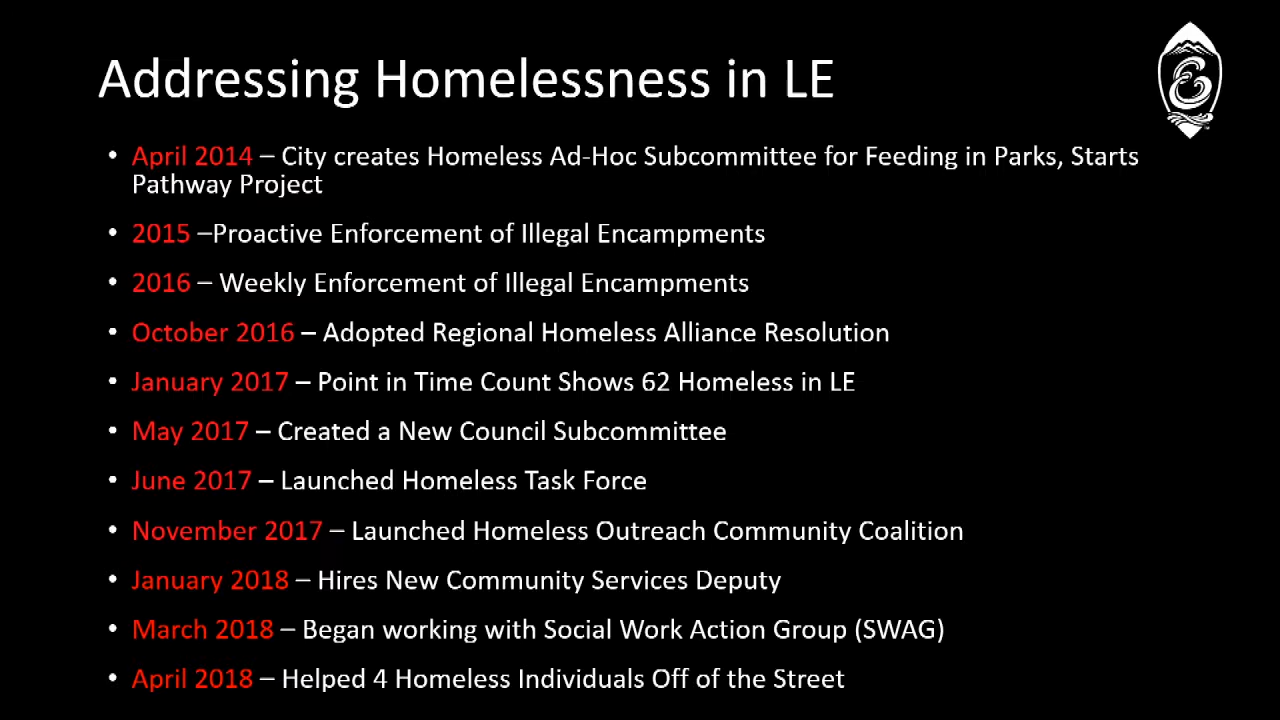 Addressing Homelessness in LE
• April 2014 – City creates Homeless Ad-Hoc Subcommittee for Feeding in Parks, Starts
Pathway Project
• 2015 –Proactive Enforcement of Illegal Encampments
• 2016 – Weekly Enforcement of Illegal Encampments
• October 2016 – Adopted Regional Homeless Alliance Resolution
• January 2017 – Point in Time Count Shows 62 Homeless in LE
• May 2017 – Created a New Council Subcommittee
• June 2017 – Launched Homeless Task Force
• November 2017 – Launched Homeless Outreach Community Coalition
• January 2018 – Hires New Community Services Deputy
• March 2018 – Began working with Social Work Action Group (SWAG)
• April 2018 – Helped 4 Homeless Individuals Off of the Street